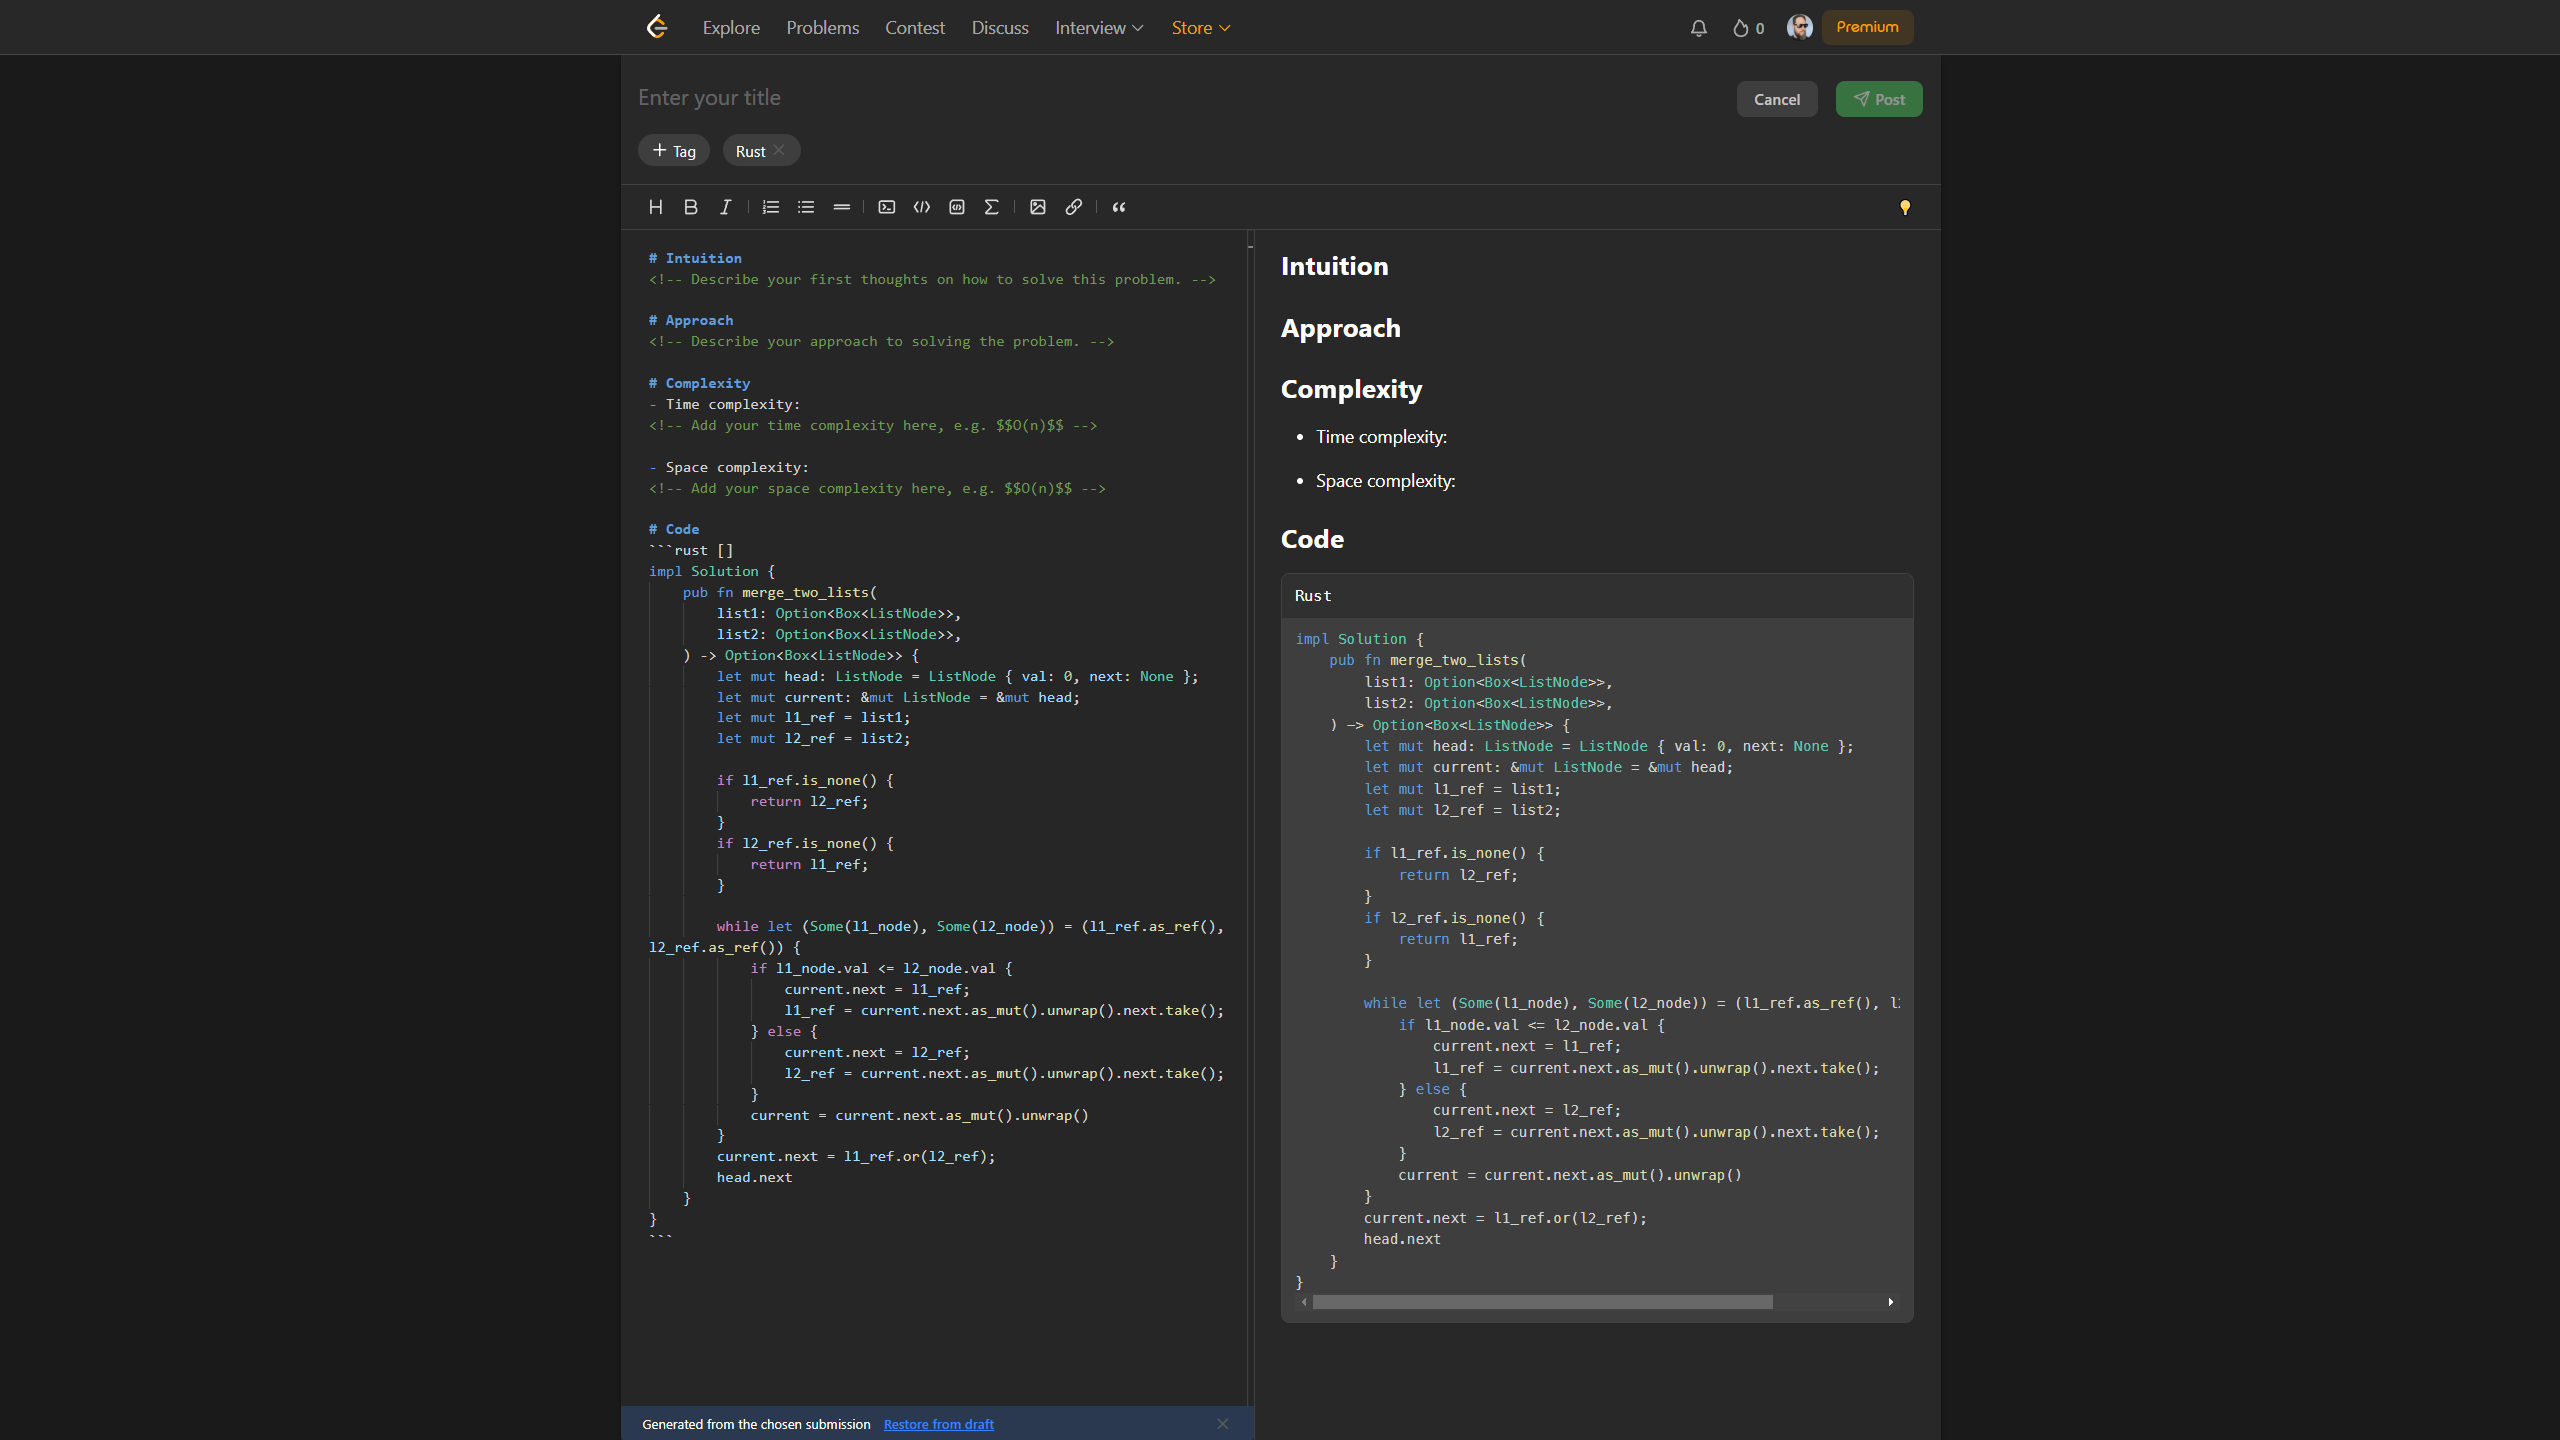 Explore Problems Contest Discuss Interview Store 0 Premium
Enter your title
Cancel Post
+ Tag Rust
# Intuition
<!-- Describe your first thoughts on how to solve this problem. -->
# Approach
<!-- Describe your approach to solving the problem. -->
# Complexity
- Time complexity:
<!-- Add your time complexity here, e.g. $$O(n)$$ -->
- Space complexity:
<!-- Add your space complexity here, e.g. $$O(n)$$ -->
# Code
```rust []
impl Solution {
    pub fn merge_two_lists(
        list1: Option<Box<ListNode>>,
        list2: Option<Box<ListNode>>,
    ) -> Option<Box<ListNode>> {
        let mut head: ListNode = ListNode { val: 0, next: None };
        let mut current: &mut ListNode = &mut head;
        let mut l1_ref = list1;
        let mut l2_ref = list2;
        if l1_ref.is_none() {
            return l2_ref;
        }
        if l2_ref.is_none() {
            return l1_ref;
        }
        while let (Some(l1_node), Some(l2_node)) = (l1_ref.as_ref(),
l2_ref.as_ref()) {
            if l1_node.val <= l2_node.val {
                current.next = l1_ref;
                l1_ref = current.next.as_mut().unwrap().next.take();
            } else {
                current.next = l2_ref;
                l2_ref = current.next.as_mut().unwrap().next.take();
            }
            current = current.next.as_mut().unwrap()
        }
        current.next = l1_ref.or(l2_ref);
        head.next
    }
}
```
Generated from the chosen submission Restore from draft
Intuition
Approach
Complexity
• Time complexity:
• Space complexity:
Code
Rust
impl Solution {
    pub fn merge_two_lists(
        list1: Option<Box<ListNode>>,
        list2: Option<Box<ListNode>>,
    ) -> Option<Box<ListNode>> {
        let mut head: ListNode = ListNode { val: 0, next: None };
        let mut current: &mut ListNode = &mut head;
        let mut l1_ref = list1;
        let mut l2_ref = list2;
        if l1_ref.is_none() {
            return l2_ref;
        }
        if l2_ref.is_none() {
            return l1_ref;
        }
        while let (Some(l1_node), Some(l2_node)) = (l1_ref.as_ref(),
            if l1_node.val <= l2_node.val {
                current.next = l1_ref;
                l1_ref = current.next.as_mut().unwrap().next.take();
            } else {
                current.next = l2_ref;
                l2_ref = current.next.as_mut().unwrap().next.take();
            }
            current = current.next.as_mut().unwrap()
        }
        current.next = l1_ref.or(l2_ref);
        head.next
    }
}